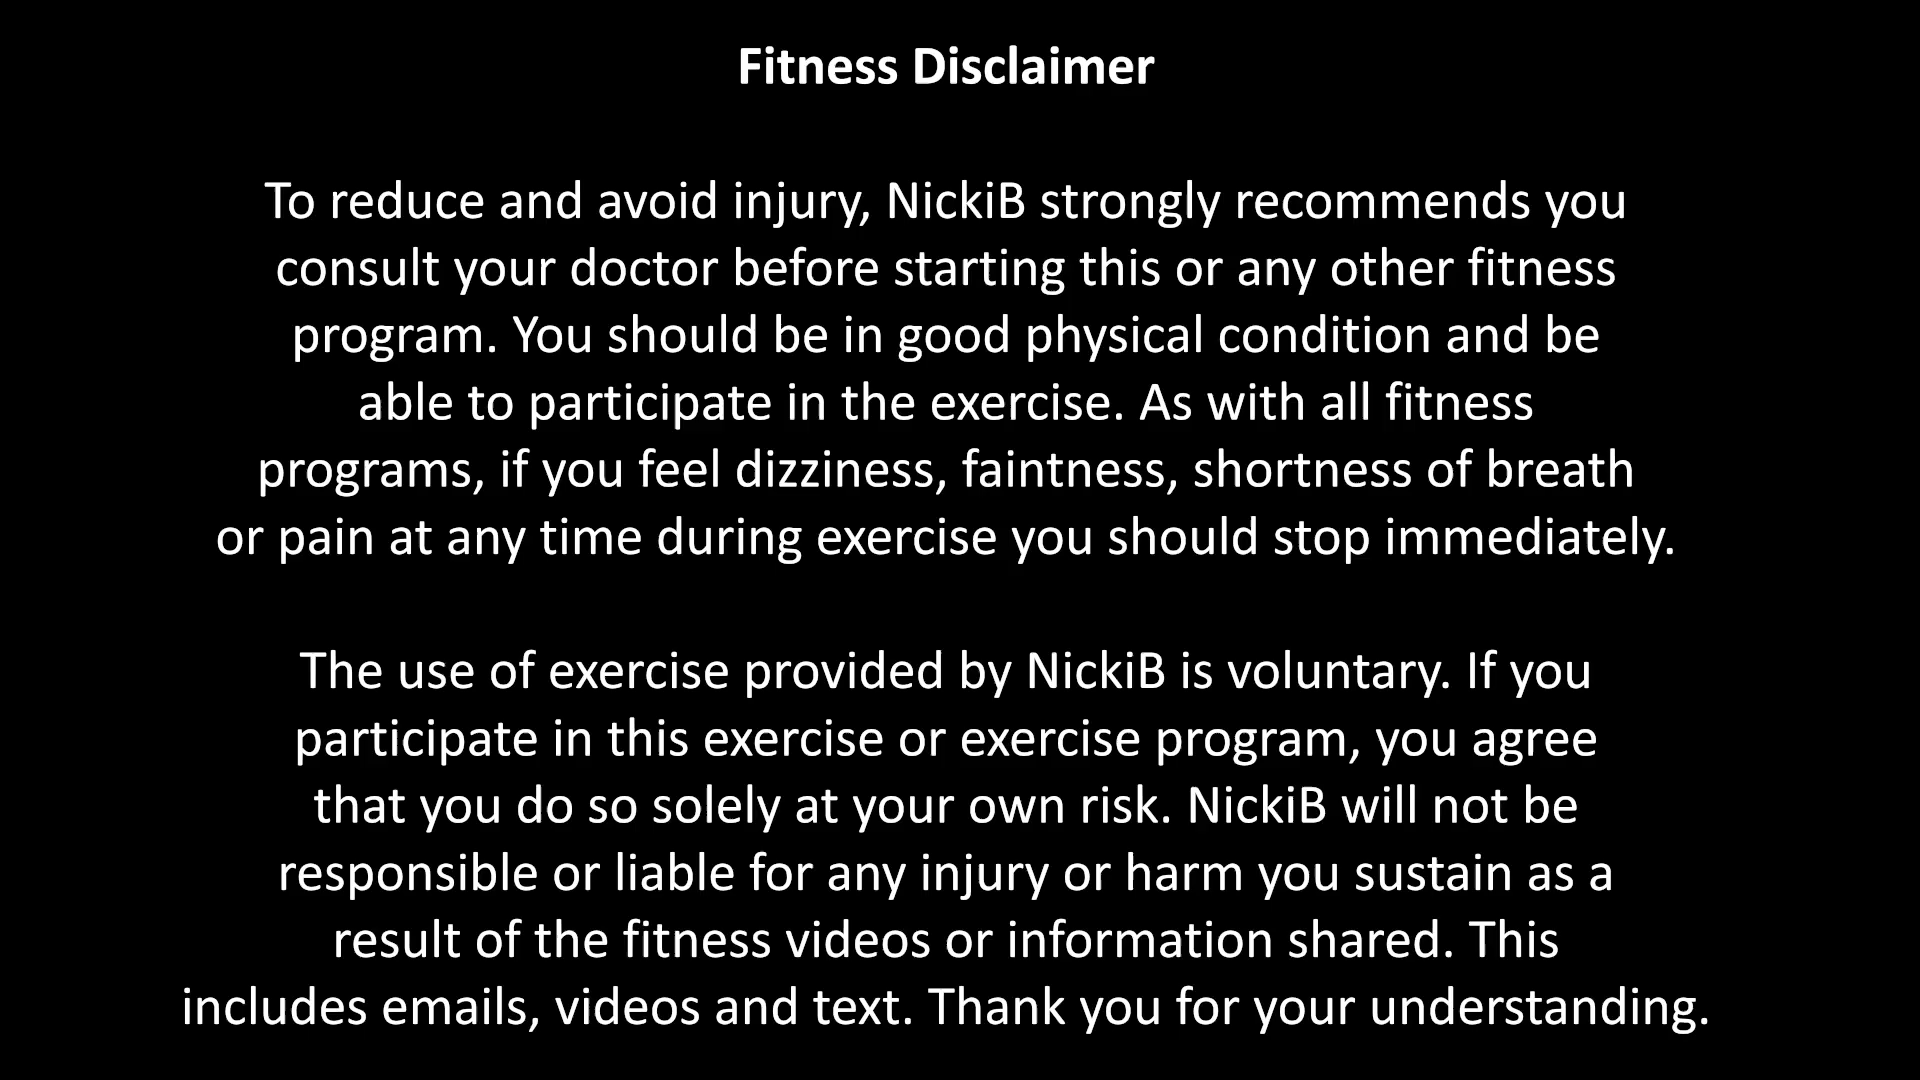 Fitness Disclaimer
To reduce and avoid injury, NickiB strongly recommends you
consult your doctor before starting this or any other fitness
program. You should be in good physical condition and be
able to participate in the exercise. As with all fitness
programs, if you feel dizziness, faintness, shortness of breath
or pain at any time during exercise you should stop immediately.
The use of exercise provided by NickiB is voluntary. If you
participate in this exercise or exercise program, you agree
that you do so solely at your own risk. NickiB will not be
responsible or liable for any injury or harm you sustain as a
result of the fitness videos or information shared. This
includes emails, videos and text. Thank you for your understanding.